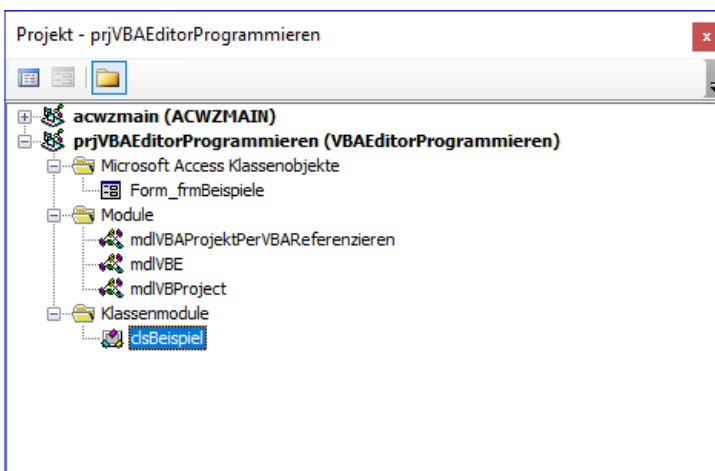 Projekt - prjVBAEditorProgrammieren
x
acwzmain (ACWZMAIN)
prjVBAEditorProgrammieren (VBAEditorProgrammieren)
Microsoft Access Klassenobjekte
Form_frmBeispiele
Module
mdlVBAProjektPerVBAReferenzieren
mdlVBE
mdlVBProject
Klassenmodule
clsBeispiel